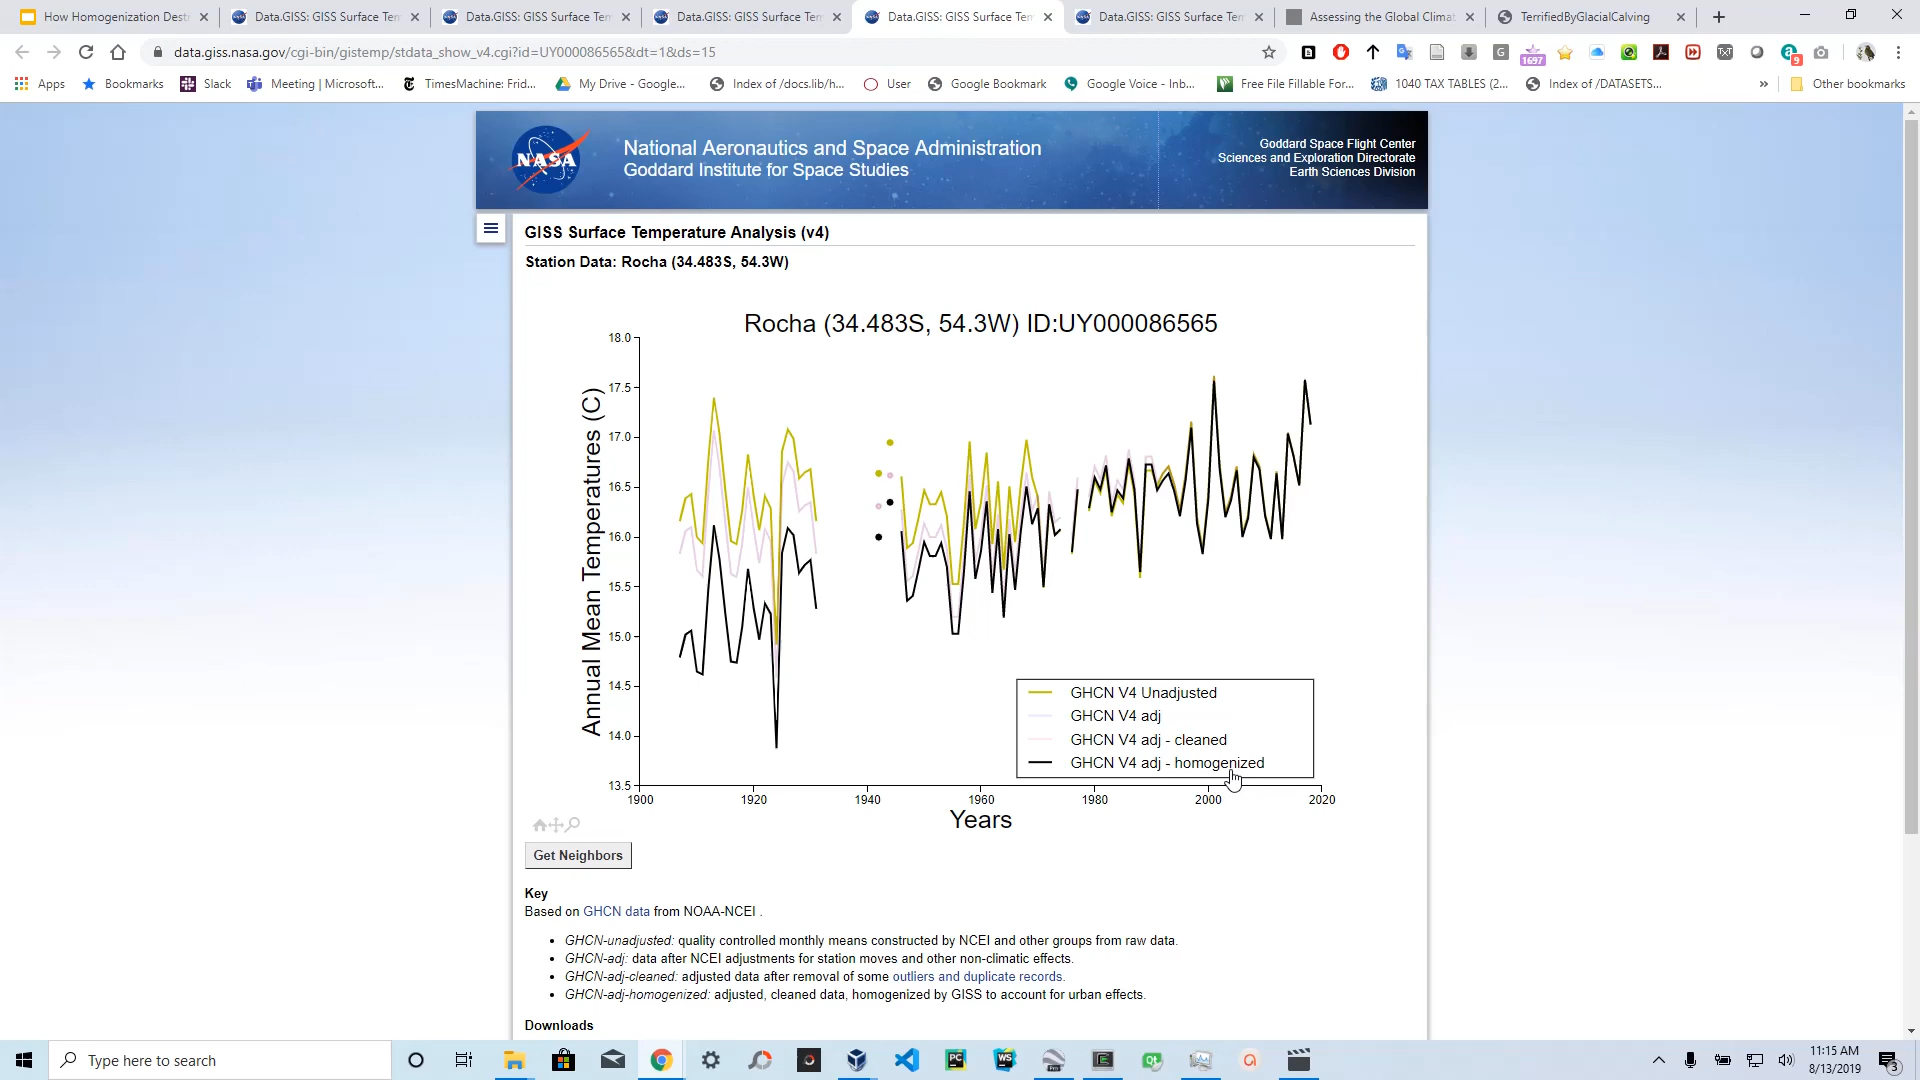 How Homogenization Dest
Data.GISS: GISS Surface Ten
Data.GISS: GISS Surface Ten
Data.GISS: GISS Surface Ten
Data.GISS: GISS Surface Ten
Data.GISS: GISS Surface Ten
Assessing the Global Climat
TerrifiedByGlacialCalving
data.giss.nasa.gov/cgi-bin/gistemp/stdata_show_v4.cgi?id=UY000086565&dt=1&ds=15
1697
9
Apps
Bookmarks
Slack
Meeting | Microsoft...
TimesMachine: Frid...
My Drive - Google...
Index of /docs.lib/h...
User
Google Bookmark
Google Voice - Inb...
Free File Fillable For...
1040 TAX TABLES (2...
Index of /DATASETS...
»
Other bookmarks
NASA
National Aeronautics and Space Administration
Goddard Institute for Space Studies
Goddard Space Flight Center
Sciences and Exploration Directorate
Earth Sciences Division
GISS Surface Temperature Analysis (v4)
Station Data: Rocha (34.483S, 54.3W)
Rocha (34.483S, 54.3W) ID:UY000086565
Annual Mean Temperatures (C)
18.0
17.5
17.0
16.5
16.0
15.5
15.0
14.5
14.0
13.5
GHCN V4 Unadjusted
GHCN V4 adj
GHCN V4 adj - cleaned
GHCN V4 adj - homogenized
1900 1920 1940 1960 1980 2000 2020
Years
Get Neighbors
Key
Based on GHCN data from NOAA-NCEI .
• GHCN-unadjusted: quality controlled monthly means constructed by NCEI and other groups from raw data.
• GHCN-adj: data after NCEI adjustments for station moves and other non-climatic effects.
• GHCN-adj-cleaned: adjusted data after removal of some outliers and duplicate records.
• GHCN-adj-homogenized: adjusted, cleaned data, homogenized by GISS to account for urban effects.
Downloads
Type here to search
11:15 AM
8/13/2019
3